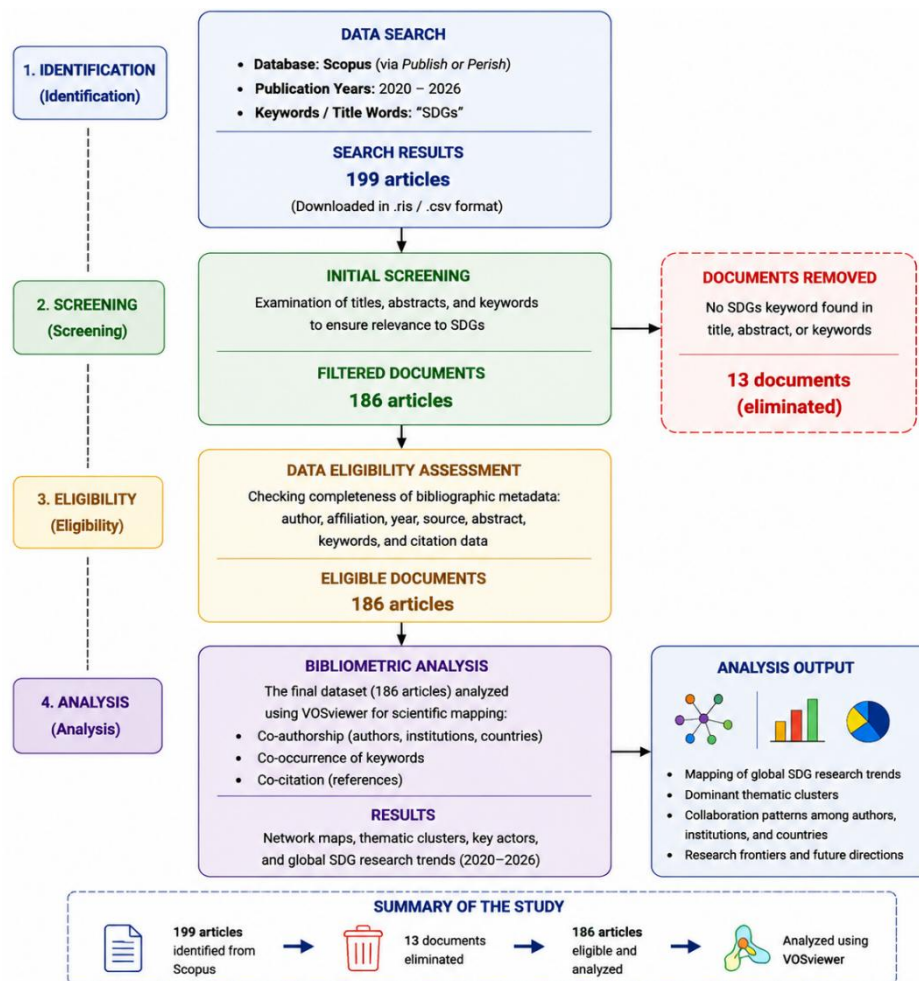 DATA SEARCH
• Database: Scopus (via Publish or Perish)
• Publication Years: 2020 – 2026
• Keywords / Title Words: “SDGs”
SEARCH RESULTS
199 articles
(Downloaded in .ris / .csv format)
1. IDENTIFICATION
(Identification)
INITIAL SCREENING
Examination of titles, abstracts, and keywords
to ensure relevance to SDGs
FILTERED DOCUMENTS
186 articles
DOCUMENTS REMOVED
No SDGs keyword found in
title, abstract, or keywords
13 documents
(eliminated)
2. SCREENING
(Screening)
DATA ELIGIBILITY ASSESSMENT
Checking completeness of bibliographic metadata:
author, affiliation, year, source, abstract,
keywords, and citation data
ELIGIBLE DOCUMENTS
186 articles
3. ELIGIBILITY
(Eligibility)
BIBLIOMETRIC ANALYSIS
The final dataset (186 articles) analyzed
using VOSviewer for scientific mapping:
• Co-authorship (authors, institutions, countries)
• Co-occurrence of keywords
• Co-citation (references)
RESULTS
Network maps, thematic clusters, key actors,
and global SDG research trends (2020–2026)
4. ANALYSIS
(Analysis)
ANALYSIS OUTPUT
• Mapping of global SDG research trends
• Dominant thematic clusters
• Collaboration patterns among authors,
institutions, and countries
• Research frontiers and future directions
SUMMARY OF THE STUDY
199 articles
identified from
Scopus
13 documents
eliminated
186 articles
eligible and
analyzed
Analyzed using
VOSviewer